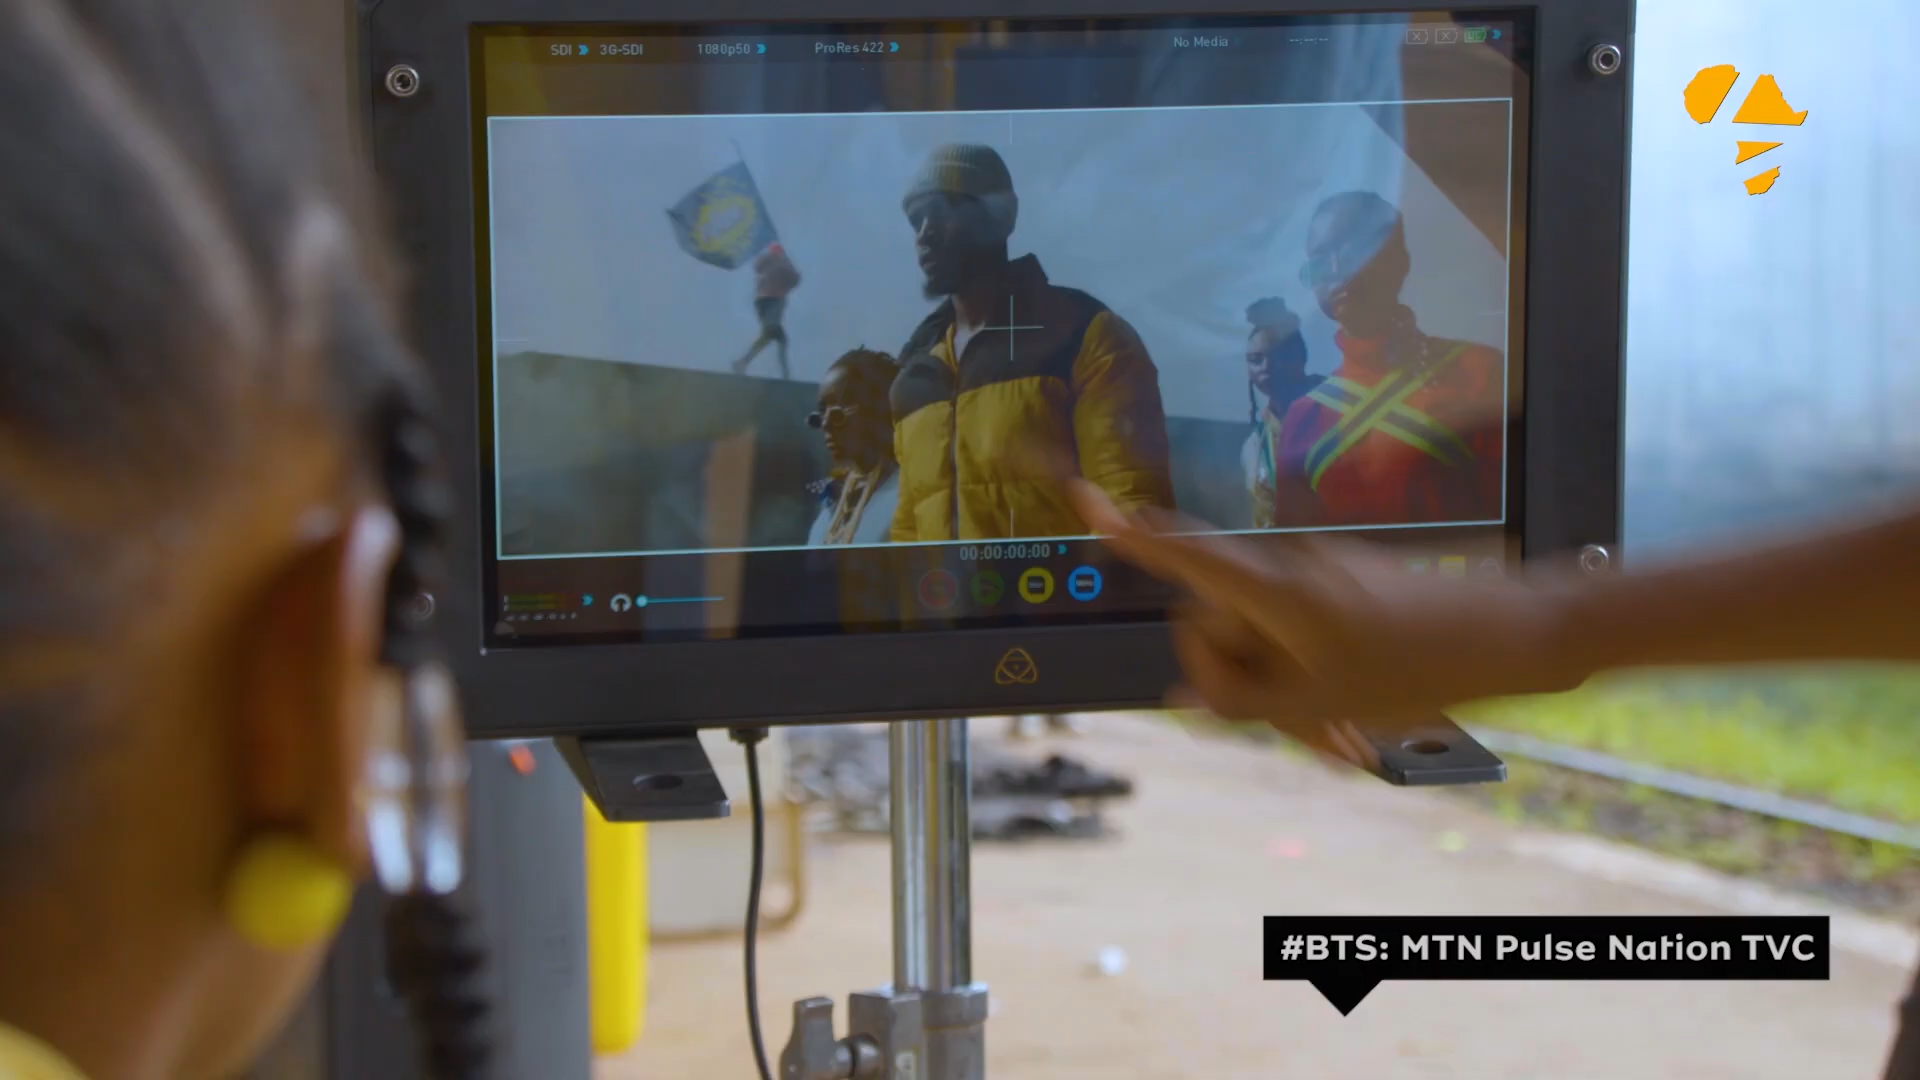 SDI 3G-SDI 1080p50 ProRes 422 No Media --:--:--
00:00:00:00
#BTS: MTN Pulse Nation TVC